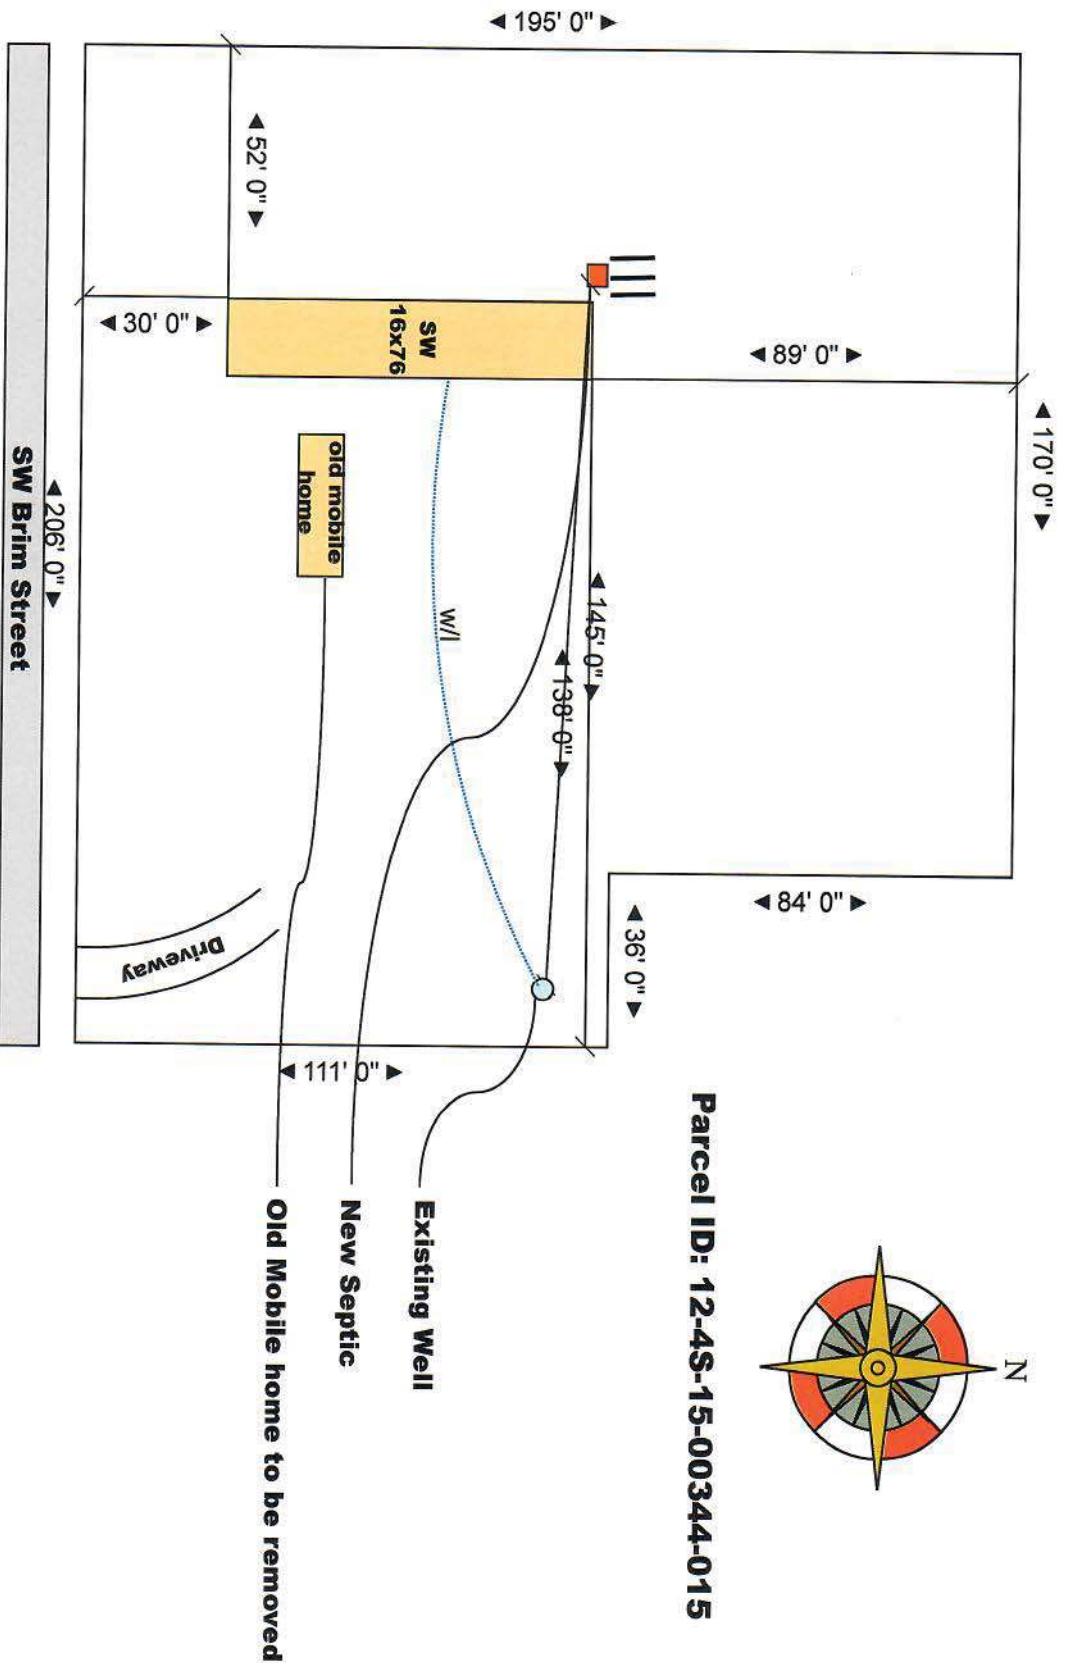 195' 0"
52' 0"
30' 0"
SW
16x76
89' 0"
170' 0"
old mobile
home
w/l
145' 0"
138' 0"
84' 0"
36' 0"
111' 0"
Driveway
206' 0"
SW Brim Street
N
Parcel ID: 12-4S-15-00344-015
Existing Well
New Septic
Old Mobile home to be removed